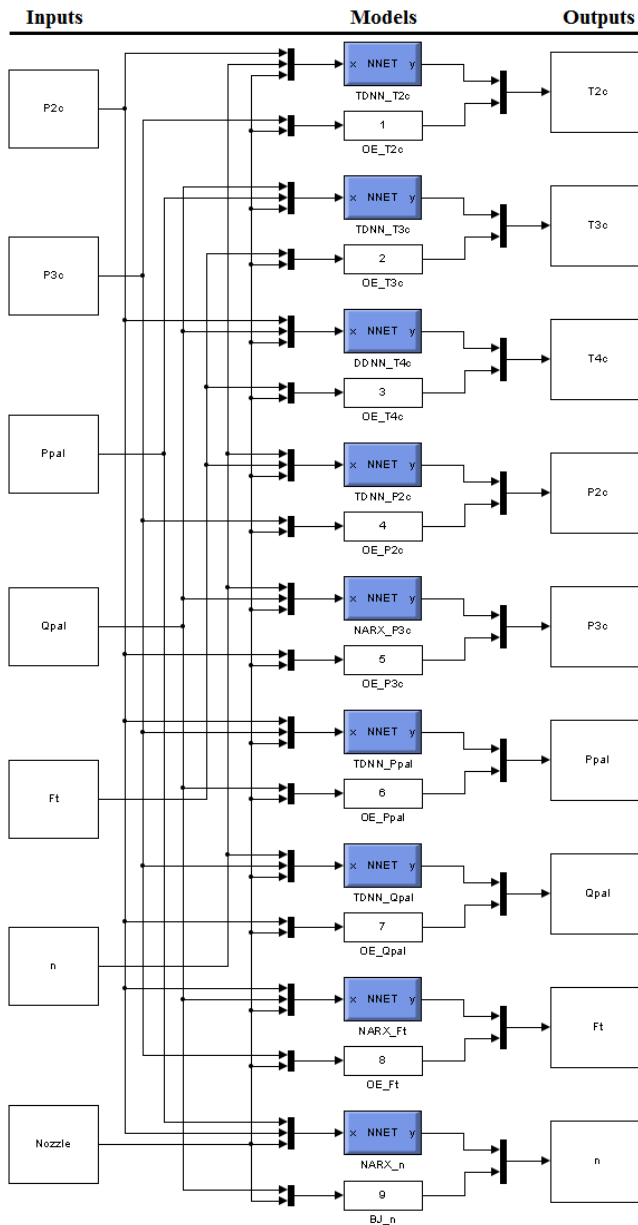 Inputs Models Outputs
P2c
P3c
Ppal
Qpal
Ft
n
Nozzle
x NNET y
TDNN_T2c
1
OE_T2c
x NNET y
TDNN_T3c
2
OE_T3c
x NNET y
DDNN_T4c
3
OE_T4c
x NNET y
TDNN_P2c
4
OE_P2c
x NNET y
NARX_P3c
5
OE_P3c
x NNET y
TDNN_Ppal
6
OE_Ppal
x NNET y
TDNN_Qpal
7
OE_Qpal
x NNET y
NARX_Ft
8
OE_Ft
x NNET y
NARX_n
9
BJ_n
T2c
T3c
T4c
P2c
P3c
Ppal
Qpal
Ft
n